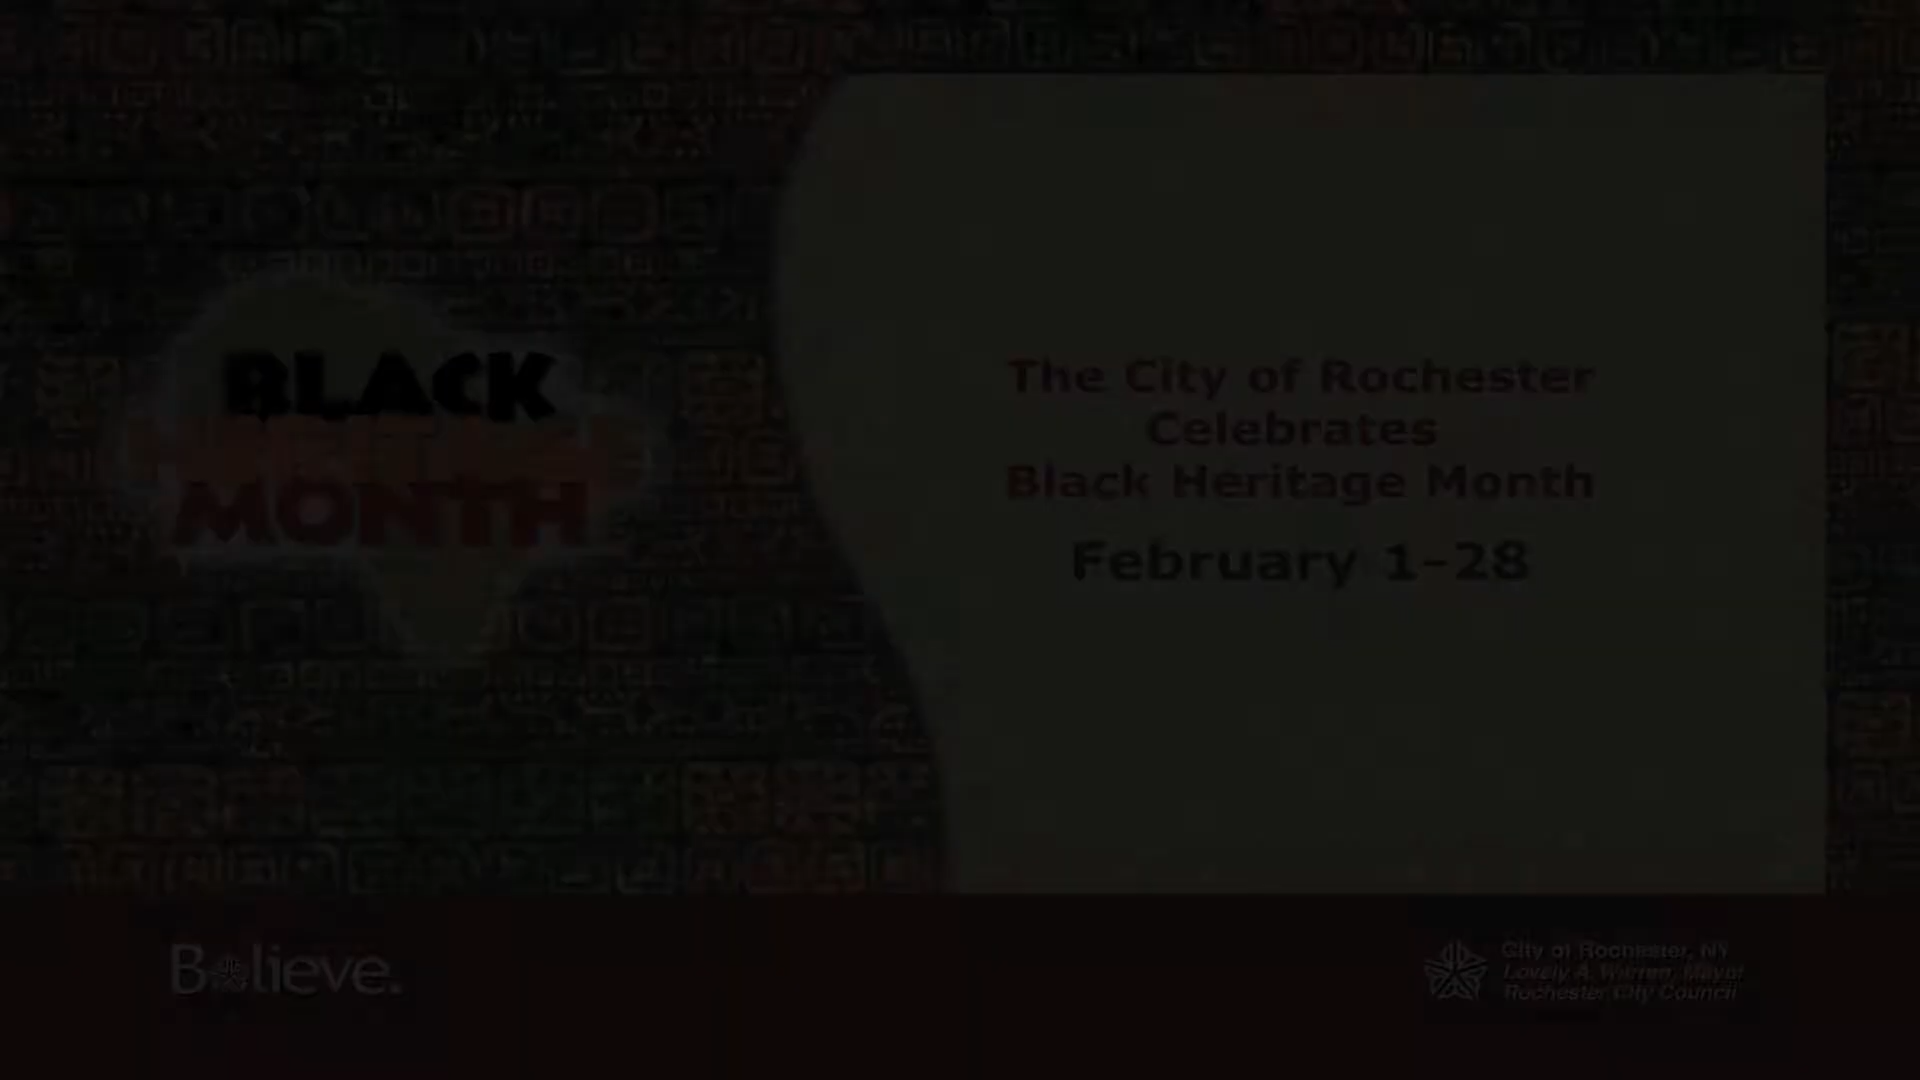 BLACK
HERITAGE
MONTH
The City of Rochester
Celebrates
Black Heritage Month
February 1-28
Believe.
City of Rochester, NY
Lovely A. Warren, Mayor
Rochester City Council